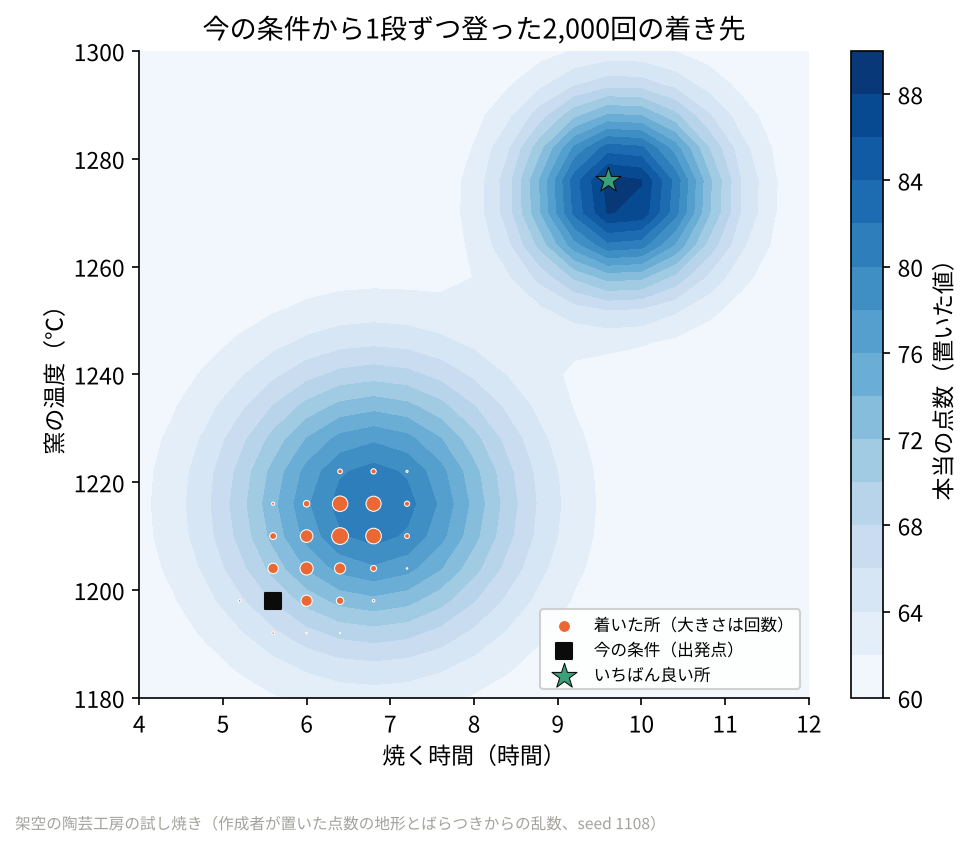 今の条件から1段ずつ登った2,000回の着き先
1300
1280
1260
1240
1220
1200
1180
窯の温度（℃）
4 5 6 7 8 9 10 11 12
焼く時間（時間）
着いた所（大きさは回数）
今の条件（出発点）
いちばん良い所
88
84
80
76
72
68
64
60
本当の点数（置いた値）
架空の陶芸工房の試し焼き（作成者が置いた点数の地形とばらつきからの乱数、seed 1108）